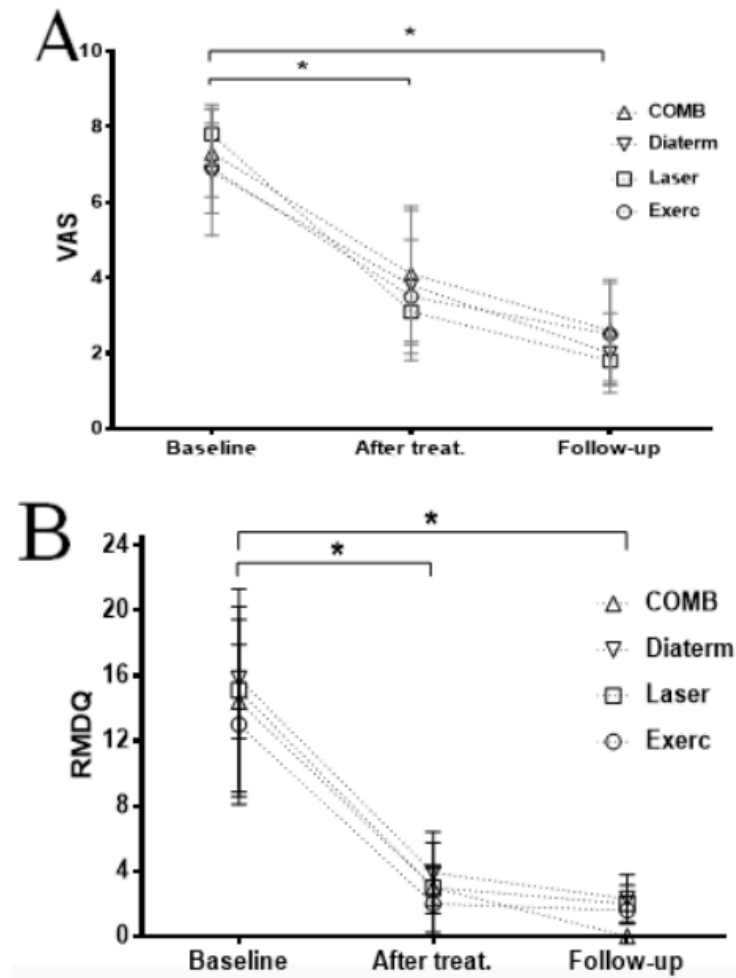 A
10
*
*
8
6
4
2
0
VAS
COMB
Diaterm
Laser
Exerc
Baseline After treat. Follow-up
B
24
*
*
20
16
12
8
4
0
RMDQ
COMB
Diaterm
Laser
Exerc
Baseline After treat. Follow-up